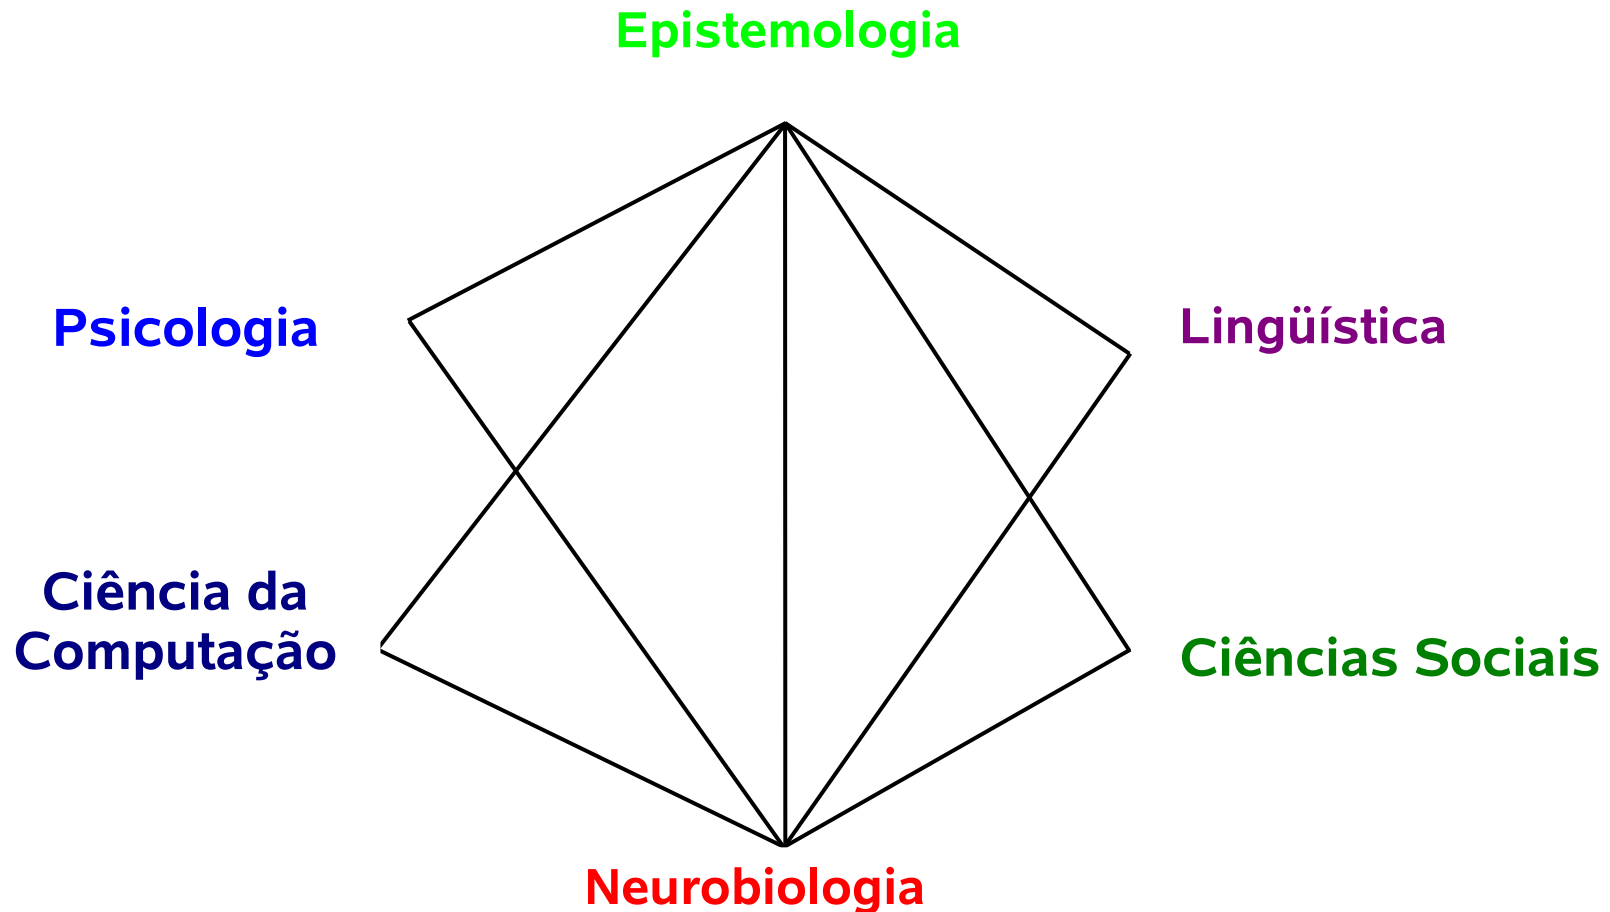 Epistemologia
Psicologia
Lingüística
Ciência da
Computação
Ciências Sociais
Neurobiologia